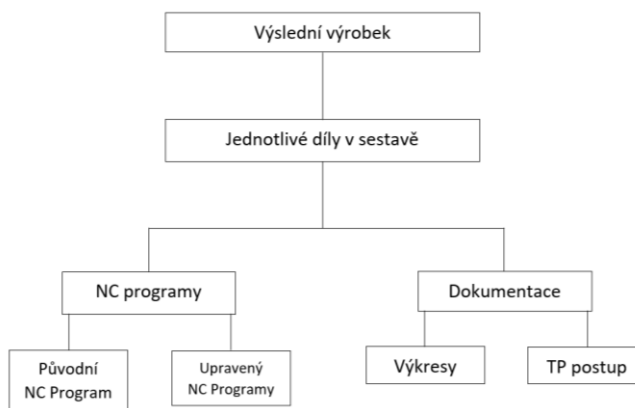 Výslední výrobek
Jednotlivé díly v sestavě
NC programy
Dokumentace
Původní
NC Program
Upravený
NC Programy
Výkresy
TP postup